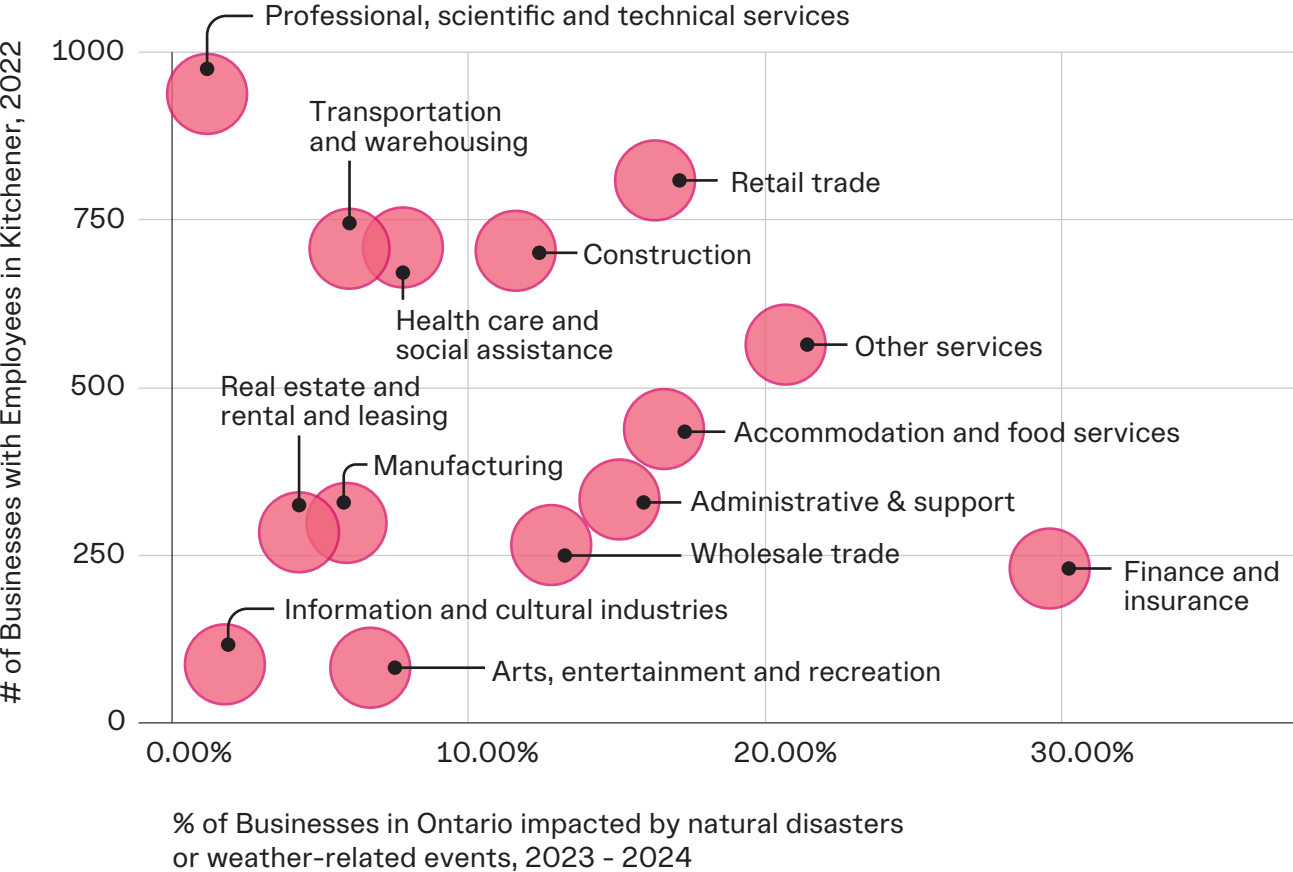 Professional, scientific and technical services
1000
Transportation
and warehousing
Retail trade
750
Construction
Health care and
social assistance
Other services
500
Real estate and
rental and leasing
Accommodation and food services
Manufacturing
Administrative & support
250
Wholesale trade
Finance and
insurance
Information and cultural industries
Arts, entertainment and recreation
0
0.00%
10.00%
20.00%
30.00%
# of Businesses with Employees in Kitchener, 2022
% of Businesses in Ontario impacted by natural disasters
or weather-related events, 2023 - 2024